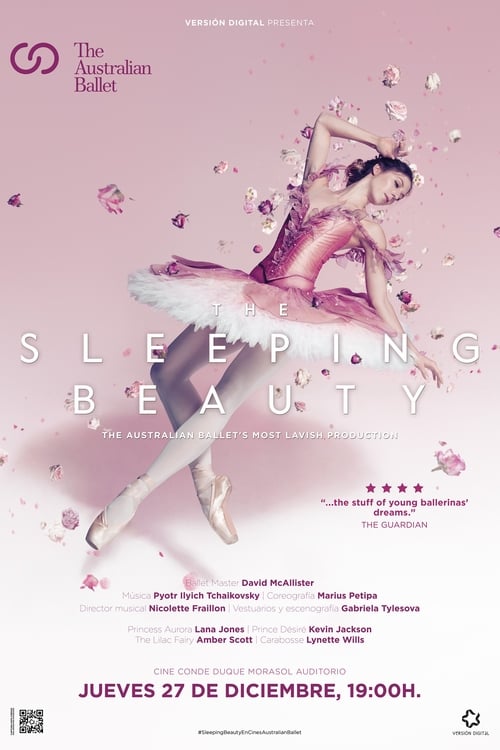 VERSIÓN DIGITAL PRESENTA
The
Australian
Ballet
THE
SLEEPING
BEAUTY
THE AUSTRALIAN BALLET'S MOST LAVISH PRODUCTION
"...the stuff of young ballerinas'
dreams."
THE GUARDIAN
Ballet Master David McAllister
Música Pyotr Ilyich Tchaikovsky | Coreografía Marius Petipa
Director musical Nicolette Fraillon | Vestuarios y escenografía Gabriela Tylesova
Princess Aurora Lana Jones | Prince Désiré Kevin Jackson
The Lilac Fairy Amber Scott | Carabosse Lynette Wills
CINE CONDE DUQUE MORASOL AUDITORIO
JUEVES 27 DE DICIEMBRE, 19:00H.
#SleepingBeautyEnCinesAustralianBallet
VERSIÓN DIGITAL